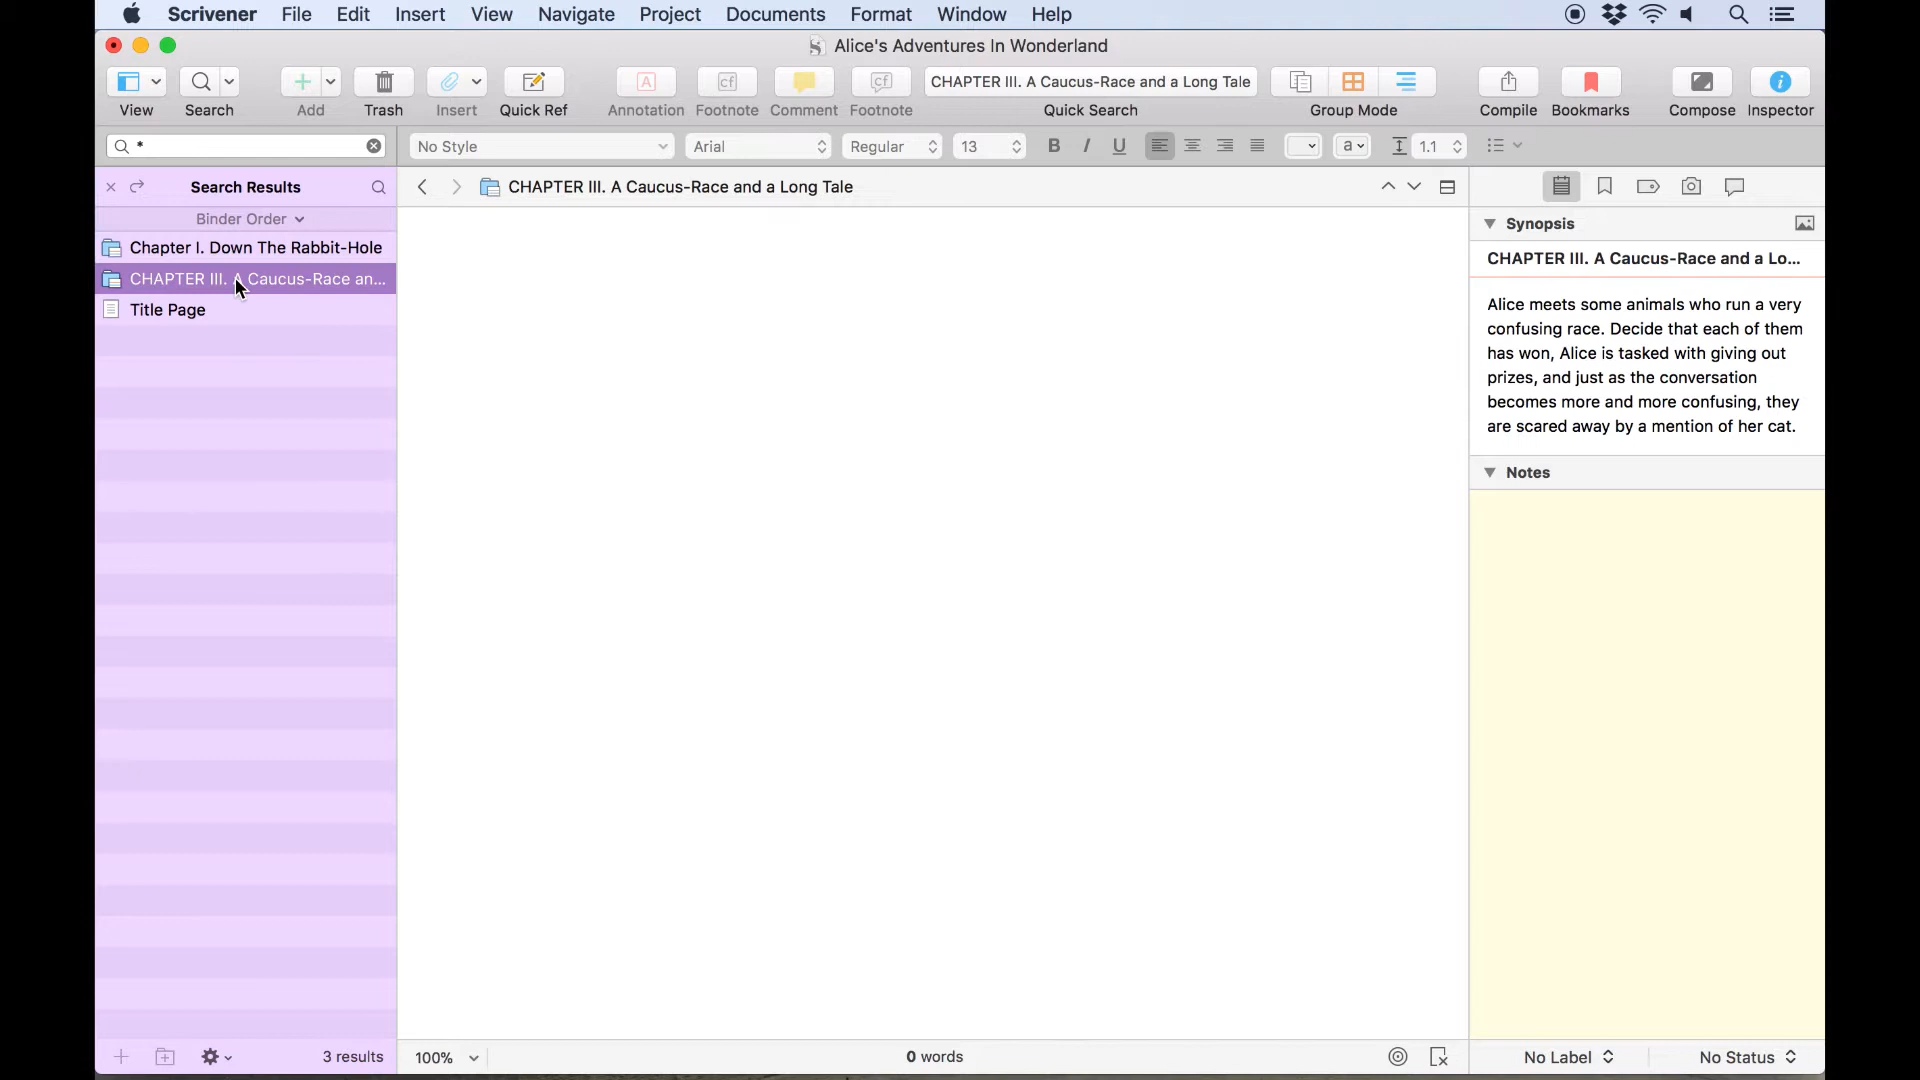 Scrivener File Edit Insert View Navigate Project Documents Format Window Help
Alice's Adventures In Wonderland
A cf cf CHAPTER III. A Caucus-Race and a Long Tale
View Search Add Trash Insert Quick Ref Annotation Footnote Comment Footnote Quick Search Group Mode Compile Bookmarks Compose Inspector
* No Style Arial Regular 13 B I U a 1.1
Search Results CHAPTER III. A Caucus-Race and a Long Tale
Binder Order
Chapter I. Down The Rabbit-Hole
CHAPTER III. A Caucus-Race an...
Title Page
Synopsis
CHAPTER III. A Caucus-Race and a Lo...
Alice meets some animals who run a very
confusing race. Decide that each of them
has won, Alice is tasked with giving out
prizes, and just as the conversation
becomes more and more confusing, they
are scared away by a mention of her cat.
Notes
3 results 100% 0 words No Label No Status